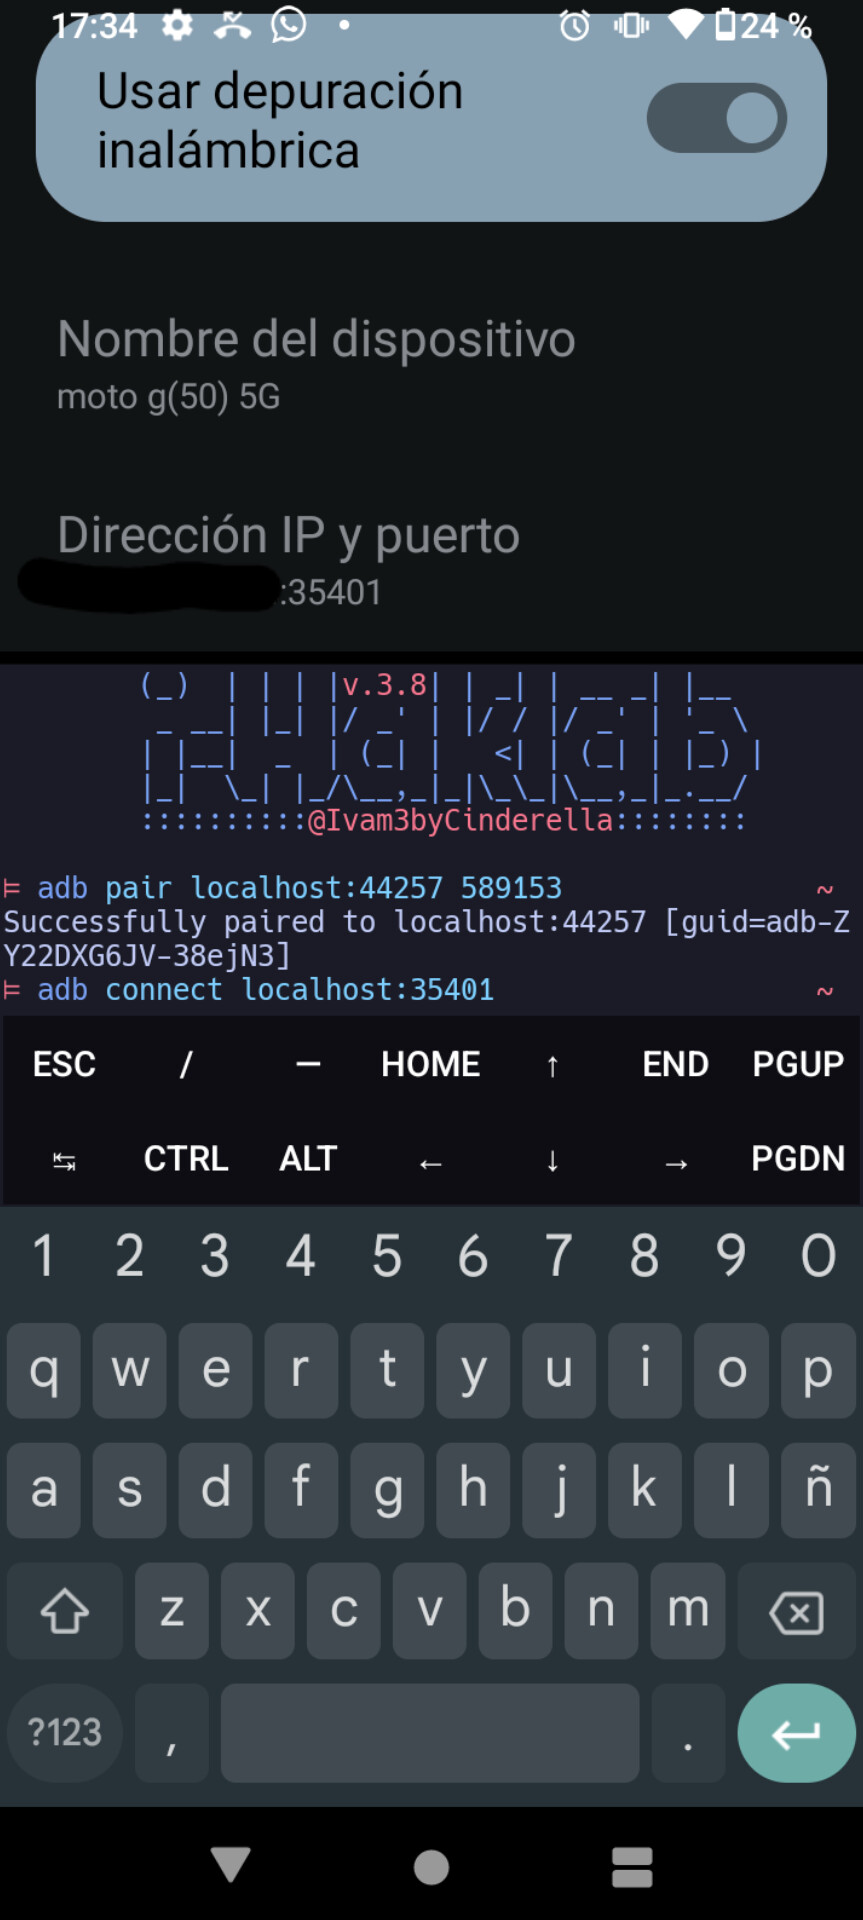 17:34 24 %
Usar depuración
inalámbrica
Nombre del dispositivo
moto g(50) 5G
Dirección IP y puerto
:35401
v.3.8
::::::::::@Ivam3byCinderella::::::::
⊨ adb pair localhost:44257 589153 ~
Successfully paired to localhost:44257 [guid=adb-Z
Y22DXG6JV-38ejN3]
⊨ adb connect localhost:35401 ~
ESC / — HOME ↑ END PGUP
↹ CTRL ALT ← ↓ → PGDN
1 2 3 4 5 6 7 8 9 0
q w e r t y u i o p
a s d f g h j k l ñ
z x c v b n m
?123 , .